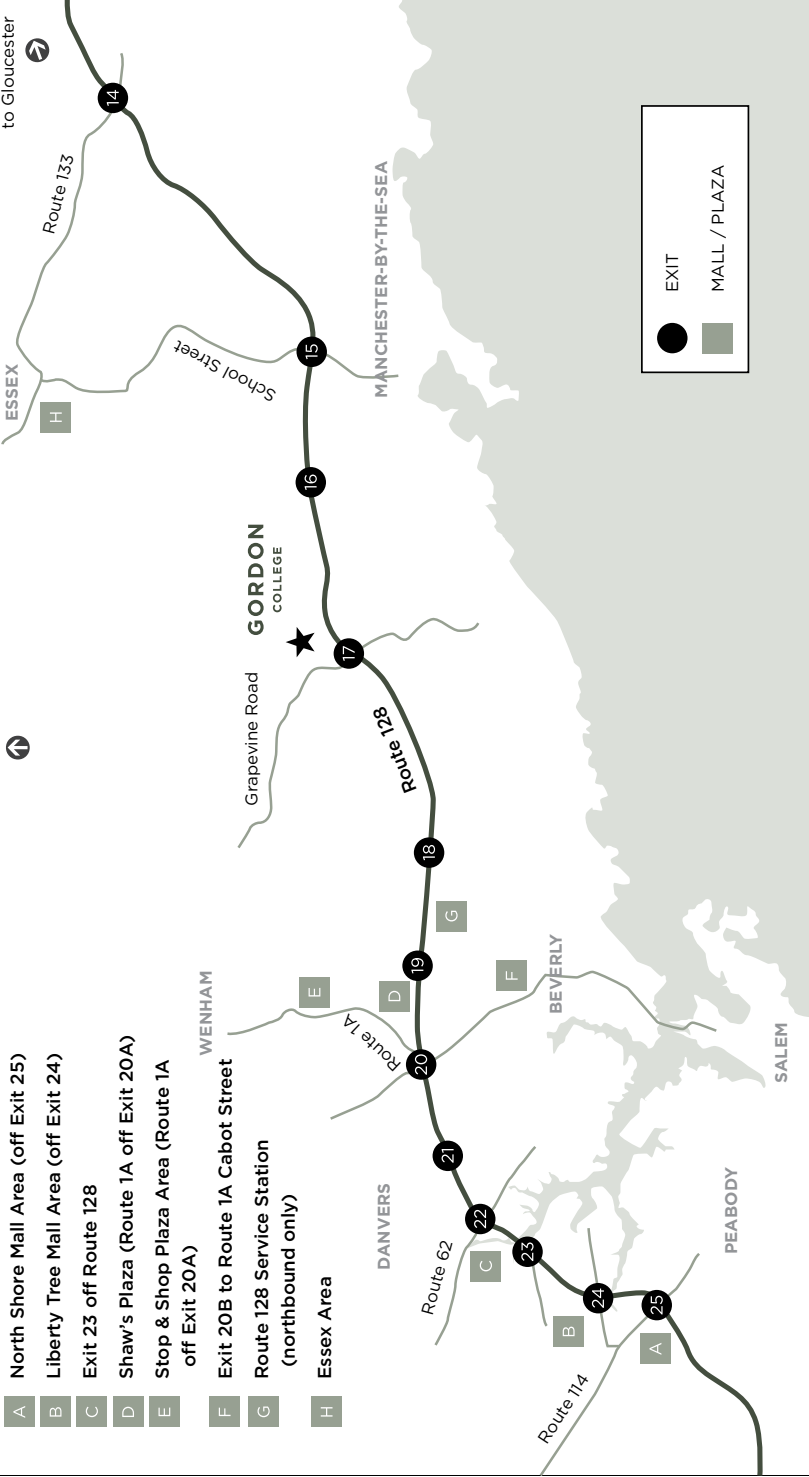 A North Shore Mall Area (off Exit 25)
B Liberty Tree Mall Area (off Exit 24)
C Exit 23 off Route 128
D Shaw's Plaza (Route 1A off Exit 20A)
E Stop & Shop Plaza Area (Route 1A
off Exit 20A)
F Exit 20B to Route 1A Cabot Street
G Route 128 Service Station
(northbound only)
H Essex Area
to Gloucester
ESSEX
H
Route 133
14
School Street
15
MANCHESTER-BY-THE-SEA
16
GORDON
COLLEGE
17
Grapevine Road
Route 128
18
G
19
WENHAM
E
D
Route 1A
20
F
BEVERLY
SALEM
21
DANVERS
22
Route 62
C
23
PEABODY
B
24
25
A
Route 114
EXIT
MALL / PLAZA